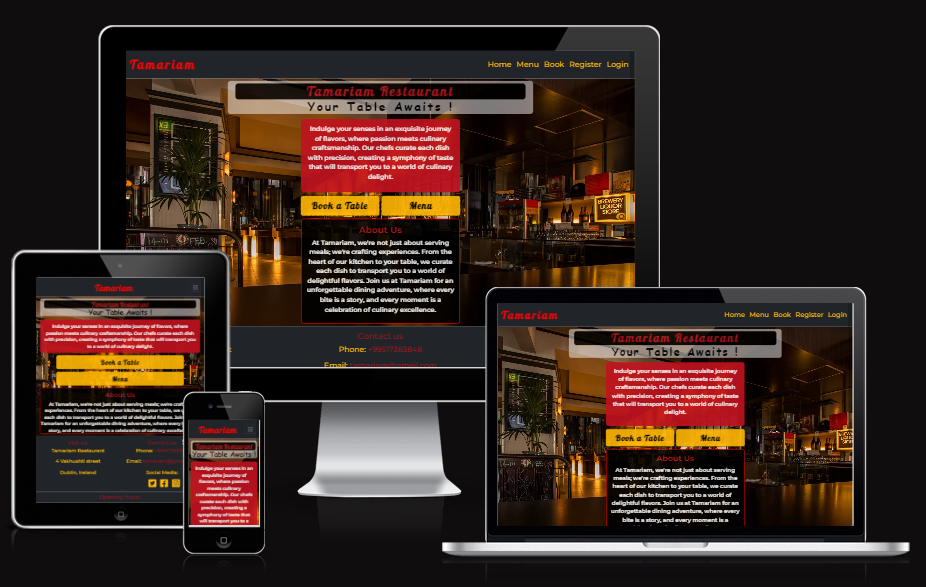 Tamariam
Home Menu Book Register Login
Tamariam Restaurant
Your Table Awaits !
Indulge your senses in an exquisite journey
of flavors, where passion meets culinary
craftsmanship. Our chefs curate each dish
with precision, creating a symphony of taste
that will transport you to a world of culinary
delight.
Book a Table
Menu
About Us
At Tamariam, we're not just about serving
meals; we're crafting experiences. From the
heart of our kitchen to your table, we curate
each dish to transport you to a world of
delightful flavors. Join us at Tamariam for an
unforgettable dining adventure, where every
bite is a story, and every moment is a
celebration of culinary excellence.
BREWERY
LIQUOR
STORE
Contact us
Phone:
Email:
Tamariam
Tamariam Restaurant
Your Table Awaits !
Indulge your senses in an exquisite journey of flavors, where
passion meets culinary craftsmanship. Our chefs curate each
dish with precision, creating a symphony of taste that will transport you
to a world of culinary delight.
Book a Table
Menu
About Us
At Tamariam, we're not just about serving meals; we're crafting
experiences. From the heart of our kitchen to your table, we
each dish to transport you to a world of delightful flavors. Join
Tamariam for an unforgettable dining adventure, where every
story, and every moment is a celebration of culinary
Visit us
Tamariam Restaurant
4 Vakhushti street
Dublin, Ireland
Phone:
Email:
Social Media:
Opening hours
Tamariam
Tamariam Restaurant
Your Table Awaits
Indulge your senses in an
exquisite journey of
flavors, where passion
meets culinary
craftsmanship. Our chefs
curate each dish with
precision, creating a
symphony of taste that
will transport you to a
Tamariam
Home Menu Book Register Login
Tamariam Restaurant
Your Table Awaits !
Indulge your senses in an exquisite journey
of flavors, where passion meets culinary
craftsmanship. Our chefs curate each dish
with precision, creating a symphony of taste
that will transport you to a world of culinary
delight.
Book a Table
Menu
About Us
At Tamariam, we're not just about serving
meals; we're crafting experiences. From the
heart of our kitchen to your table, we curate
each dish to transport you to a world of
delightful flavors. Join us at Tamariam for an
unforgettable dining adventure, where every
bite is a story, and every moment is a
BREWERY
LIQUOR
STORE